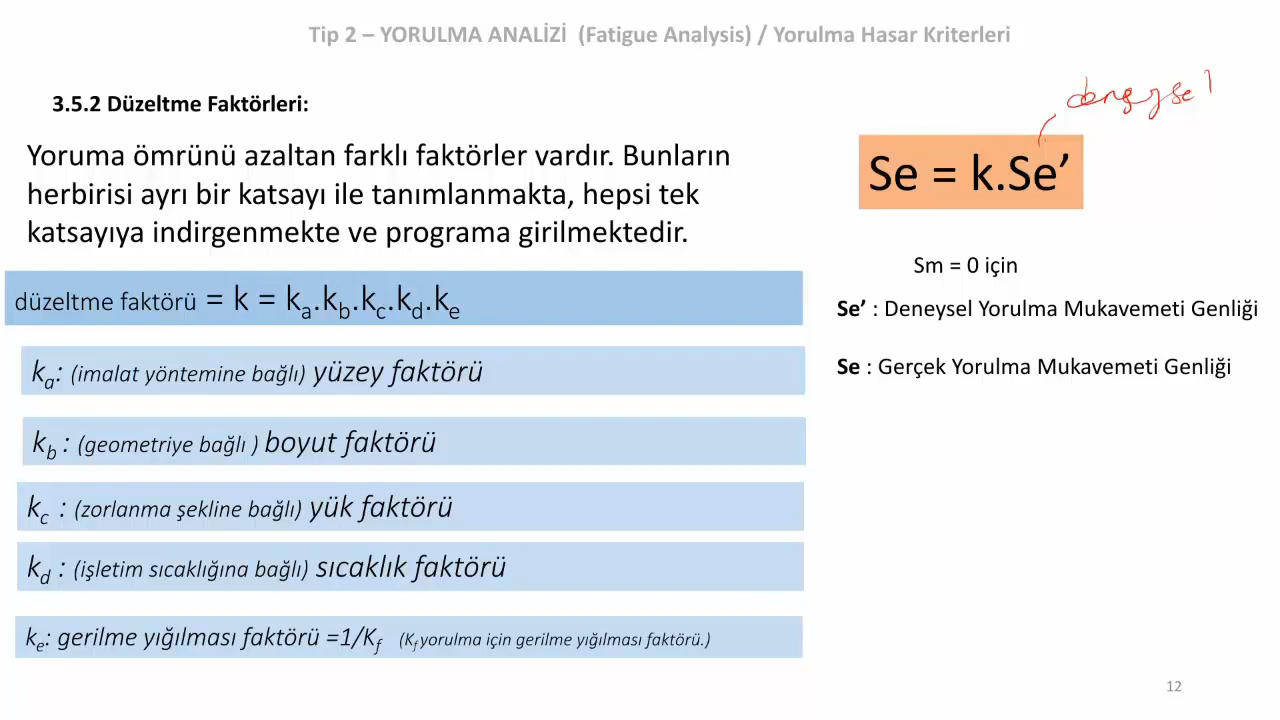 Tip 2 – YORULMA ANALİZİ (Fatigue Analysis) / Yorulma Hasar Kriterleri
3.5.2 Düzeltme Faktörleri:
Yoruma ömrünü azaltan farklı faktörler vardır. Bunların
herbirisi ayrı bir katsayı ile tanımlanmakta, hepsi tek
katsayıya indirgenmekte ve programa girilmektedir.
düzeltme faktörü = k = ka.kb.kc.kd.ke
ka: (imalat yöntemine bağlı) yüzey faktörü
kb : (geometriye bağlı ) boyut faktörü
kc : (zorlanma şekline bağlı) yük faktörü
kd : (işletim sıcaklığına bağlı) sıcaklık faktörü
ke: gerilme yığılması faktörü =1/Kf (Kf yorulma için gerilme yığılması faktörü.)
deneysel
Se = k.Se’
Sm = 0 için
Se’ : Deneysel Yorulma Mukavemeti Genliği
Se : Gerçek Yorulma Mukavemeti Genliği
12